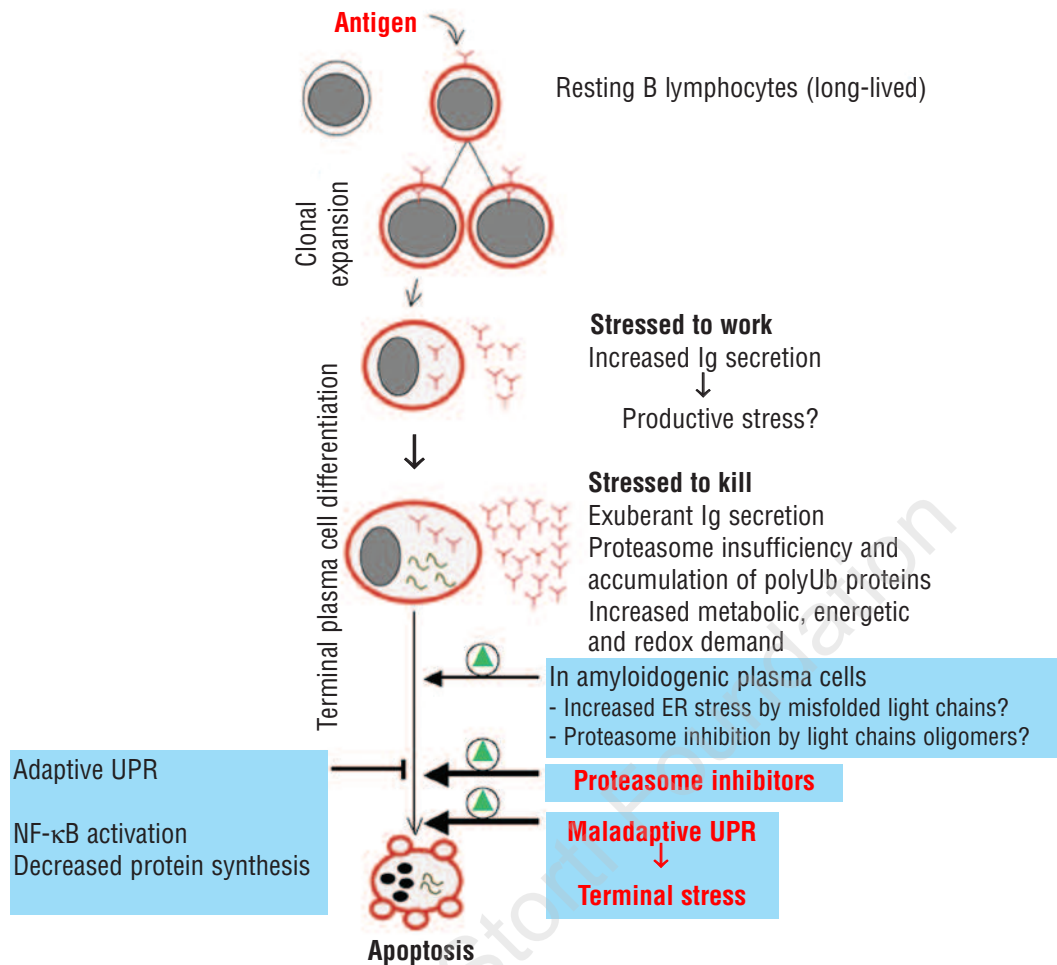 Antigen
Resting B lymphocytes (long-lived)
Clonal
expansion
Stressed to work
Increased Ig secretion
Productive stress?
Terminal plasma cell differentiation
Stressed to kill
Exuberant Ig secretion
Proteasome insufficiency and
accumulation of polyUb proteins
Increased metabolic, energetic
and redox demand
In amyloidogenic plasma cells
- Increased ER stress by misfolded light chains?
- Proteasome inhibition by light chains oligomers?
Adaptive UPR
NF-κB activation
Decreased protein synthesis
Proteasome inhibitors
Maladaptive UPR
Terminal stress
Apoptosis
Storti Foundation